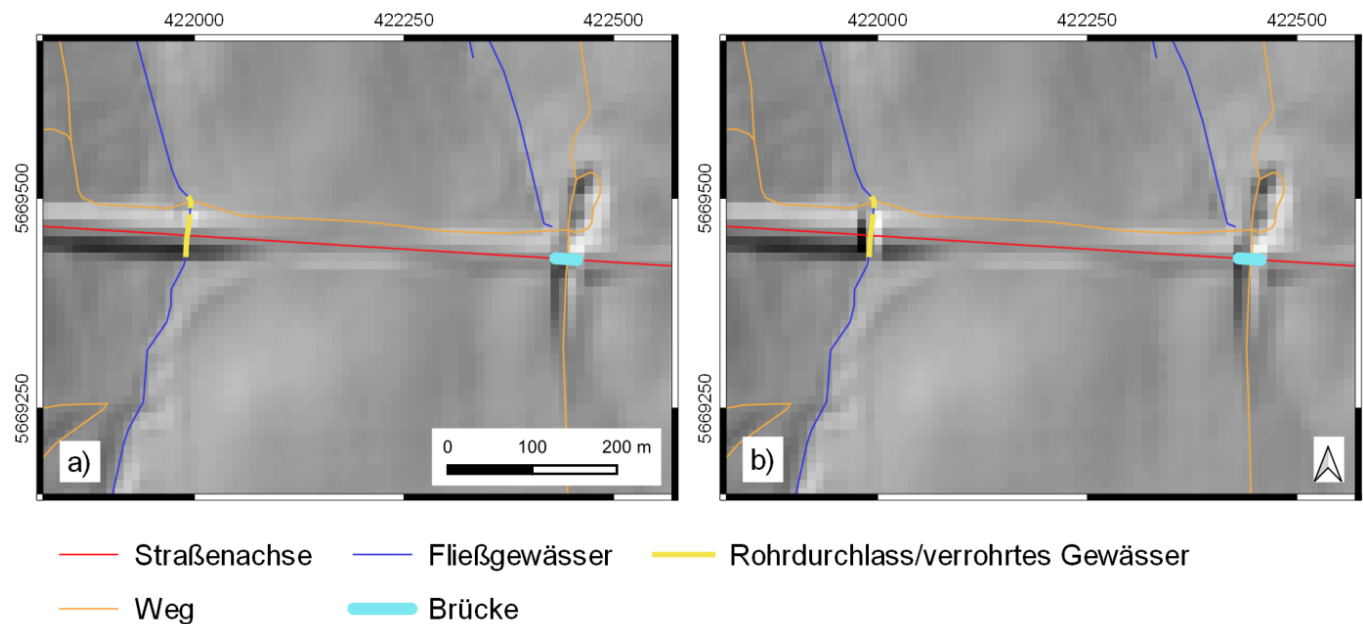 422000 422250 422500 422000 422250 422500
5669500
5669250
5669500
5669250
a)
0 100 200 m
b)
Straßenachse Fließgewässer Rohrdurchlass/verrohrtes Gewässer
Weg Brücke